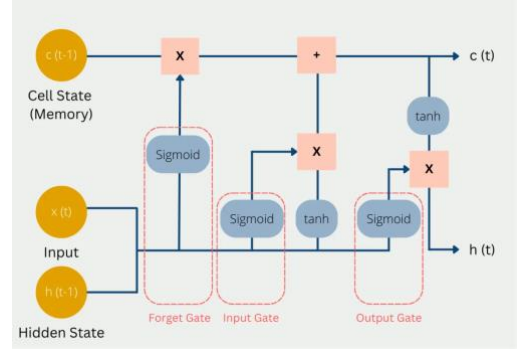 c (t-1)
X
+
c (t)
Cell State
(Memory)
tanh
Sigmoid
X
X
x (t)
Sigmoid
tanh
Sigmoid
Input
h (t)
h (t-1)
Forget Gate
Input Gate
Output Gate
Hidden State